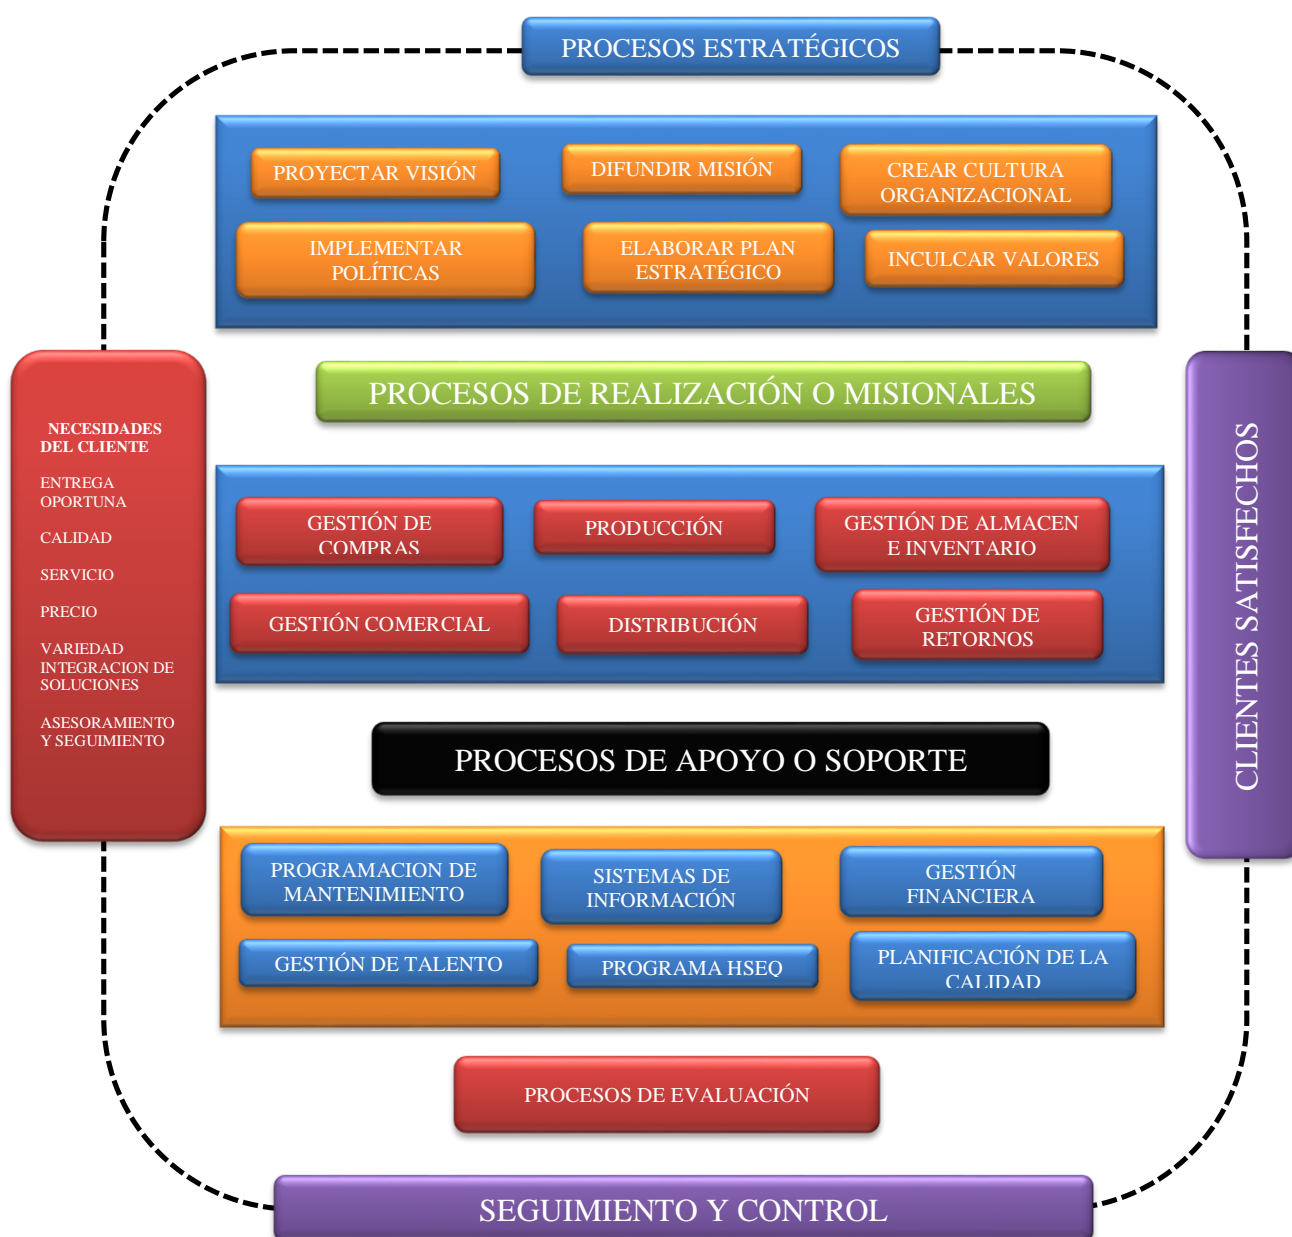 PROCESOS ESTRATÉGICOS
PROYECTAR VISIÓN
DIFUNDIR MISIÓN
CREAR CULTURA
ORGANIZACIONAL
IMPLEMENTAR
POLÍTICAS
ELABORAR PLAN
ESTRATÉGICO
INCULCAR VALORES
PROCESOS DE REALIZACIÓN O MISIONALES
NECESIDADES
DEL CLIENTE
ENTREGA
OPORTUNA
CALIDAD
SERVICIO
PRECIO
VARIEDAD
INTEGRACION DE
SOLUCIONES
ASESORAMIENTO
Y SEGUIMIENTO
GESTIÓN DE
COMPRAS
PRODUCCIÓN
GESTIÓN DE ALMACEN
E INVENTARIO
GESTIÓN COMERCIAL
DISTRIBUCIÓN
GESTIÓN DE
RETORNOS
CLIENTES SATISFECHOS
PROCESOS DE APOYO O SOPORTE
PROGRAMACION DE
MANTENIMIENTO
SISTEMAS DE
INFORMACIÓN
GESTIÓN
FINANCIERA
GESTIÓN DE TALENTO
PROGRAMA HSEQ
PLANIFICACIÓN DE LA
CALIDAD
PROCESOS DE EVALUACIÓN
SEGUIMIENTO Y CONTROL